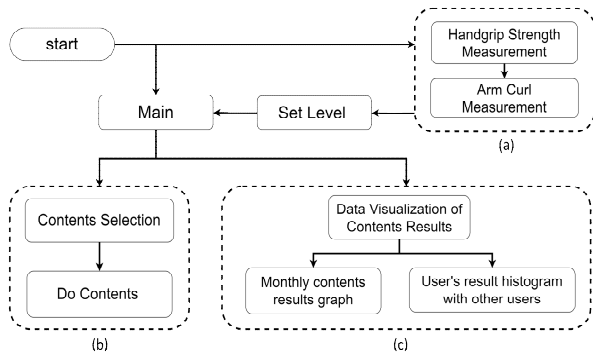 start
Handgrip Strength
Measurement
Arm Curl
Measurement
(a)
Main
Set Level
Contents Selection
Do Contents
(b)
Data Visualization of
Contents Results
Monthly contents
results graph
User's result histogram
with other users
(c)